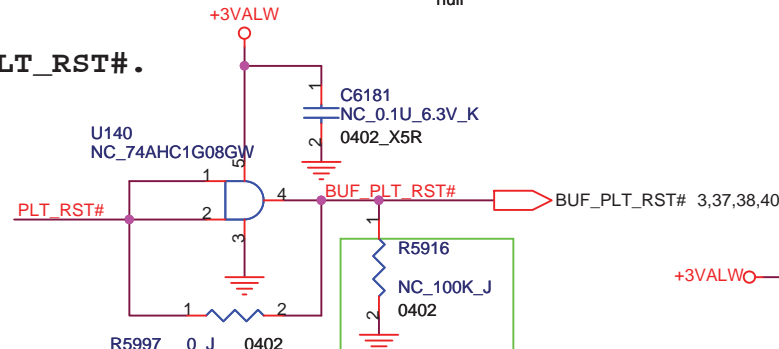 null
+3VALW
LT_RST#.
1
C6181
NC_0.1U_6.3V_K
2
0402_X5R
U140
NC_74AHC1G08GW
5
1
4
BUF_PLT_RST#
BUF_PLT_RST# 3,37,38,40
PLT_RST#
2
1
3
R5916
+3VALW
NC_100K_J
0402
1
2
2
R5997 0_J 0402